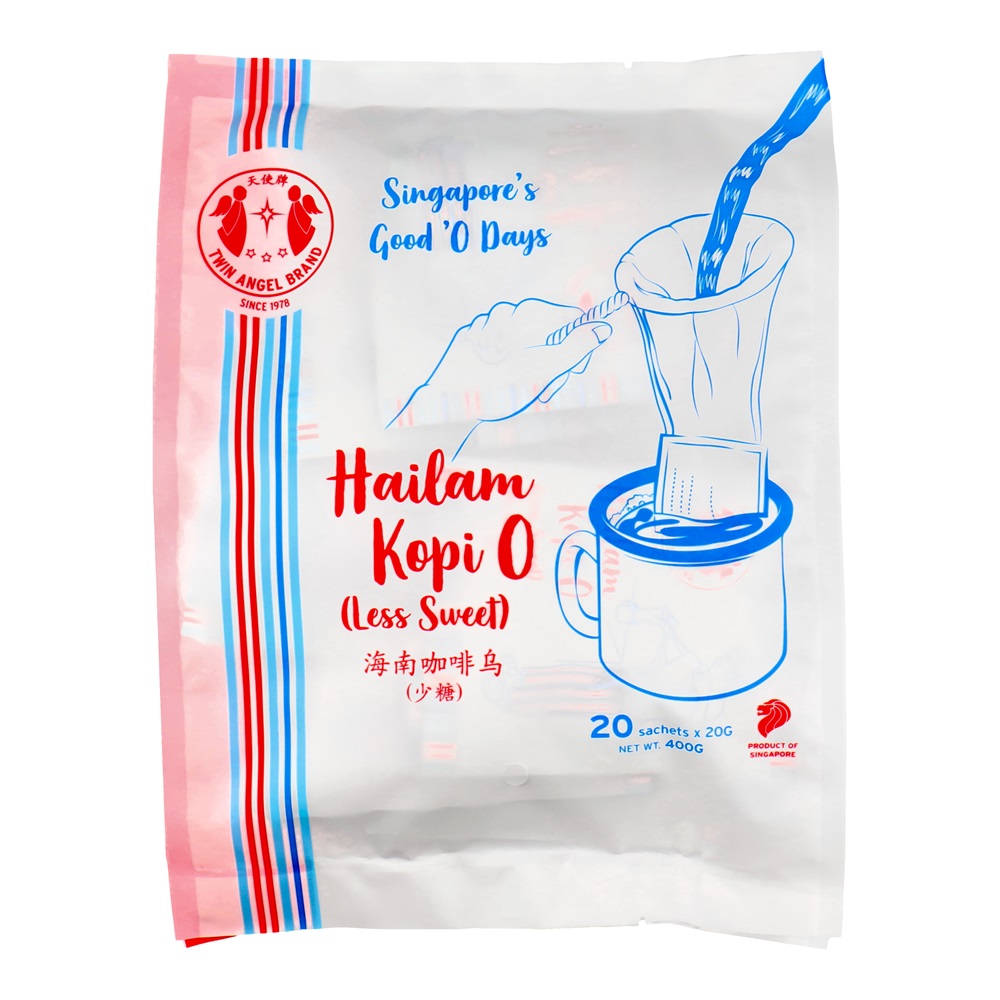 天使牌
TWIN ANGEL BRAND
SINCE 1978
Singapore's
Good 'O Days
Hailam
Kopi O
(Less Sweet)
海南咖啡乌
(少糖)
20 sachets x 20G
NET WT. 400G
PRODUCT OF
SINGAPORE